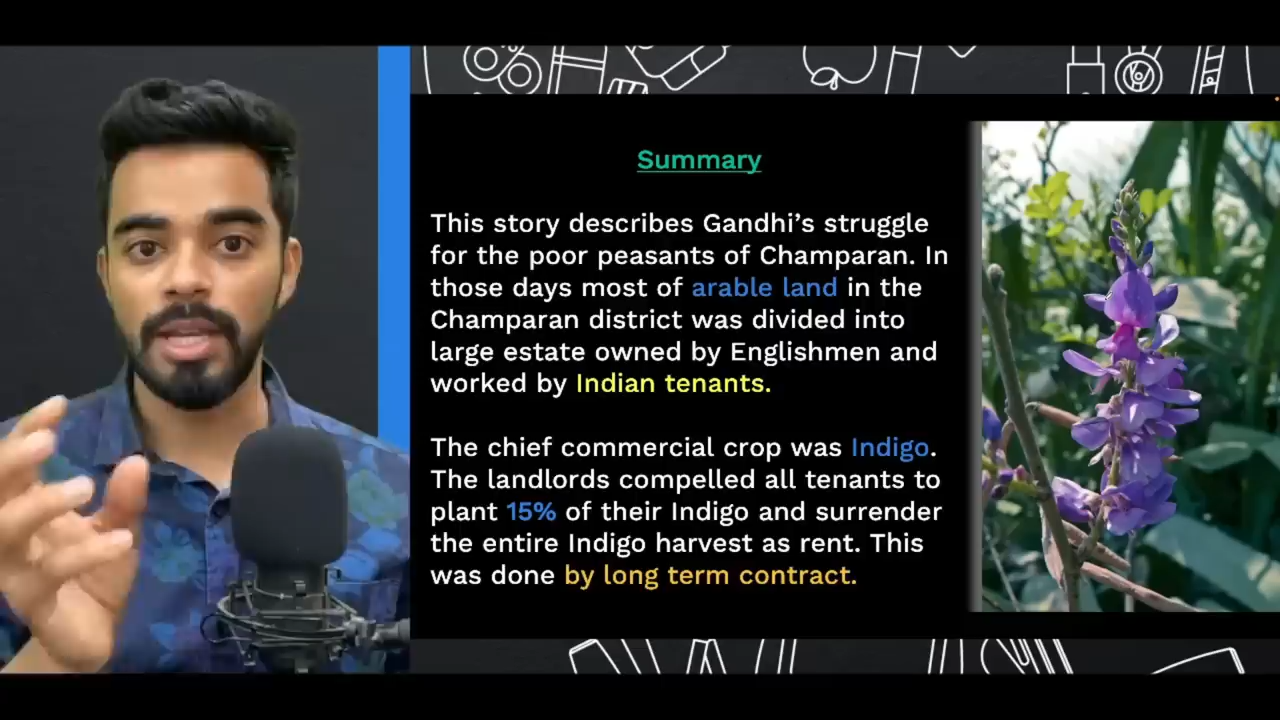 Summary
This story describes Gandhi's struggle
for the poor peasants of Champaran. In
those days most of arable land in the
Champaran district was divided into
large estate owned by Englishmen and
worked by Indian tenants.
The chief commercial crop was Indigo.
The landlords compelled all tenants to
plant 15% of their Indigo and surrender
the entire Indigo harvest as rent. This
was done by long term contract.